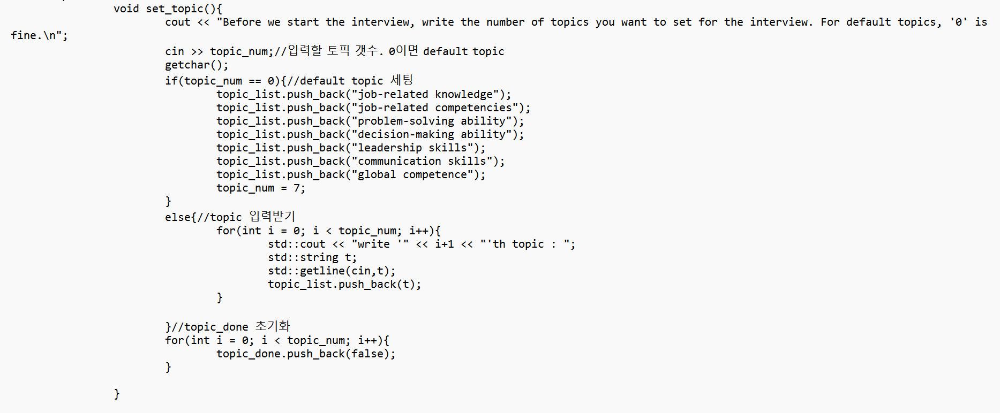 void set_topic(){
cout << "Before we start the interview, write the number of topics you want to set for the interview. For default topics, '0' is
fine.\n";
cin >> topic_num;//입력할 토픽 갯수. 0이면 default topic
getchar();
if(topic_num == 0){//default topic 세팅
topic_list.push_back("job-related knowledge");
topic_list.push_back("job-related competencies");
topic_list.push_back("problem-solving ability");
topic_list.push_back("decision-making ability");
topic_list.push_back("leadership skills");
topic_list.push_back("communication skills");
topic_list.push_back("global competence");
topic_num = 7;
}
else{//topic 입력받기
for(int i = 0; i < topic_num; i++){
std::cout << "write '" << i+1 << "'th topic : ";
std::string t;
std::getline(cin,t);
topic_list.push_back(t);
}
}//topic_done 초기화
for(int i = 0; i < topic_num; i++){
topic_done.push_back(false);
}
}